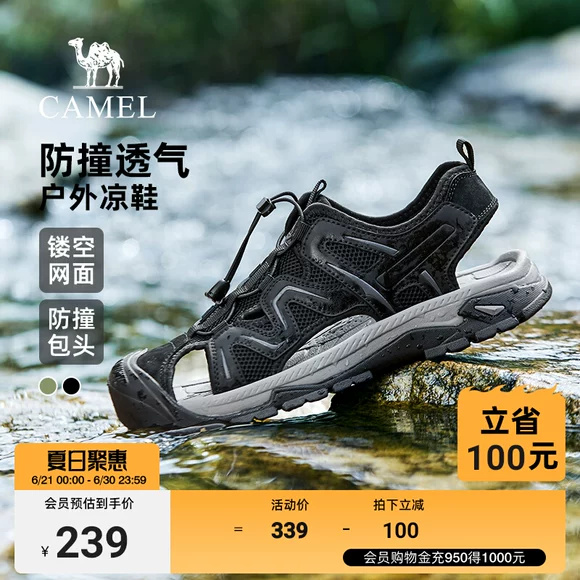 CAMEL
防撞透气
户外凉鞋
镂空
网面
防撞
包头
立省
100元
夏日聚惠
6/21 00:00 - 6/30 23:59
会员预估到手价
¥ 239
=
活动价
339
-
拍下立减
100
会员购物金充950得1000元